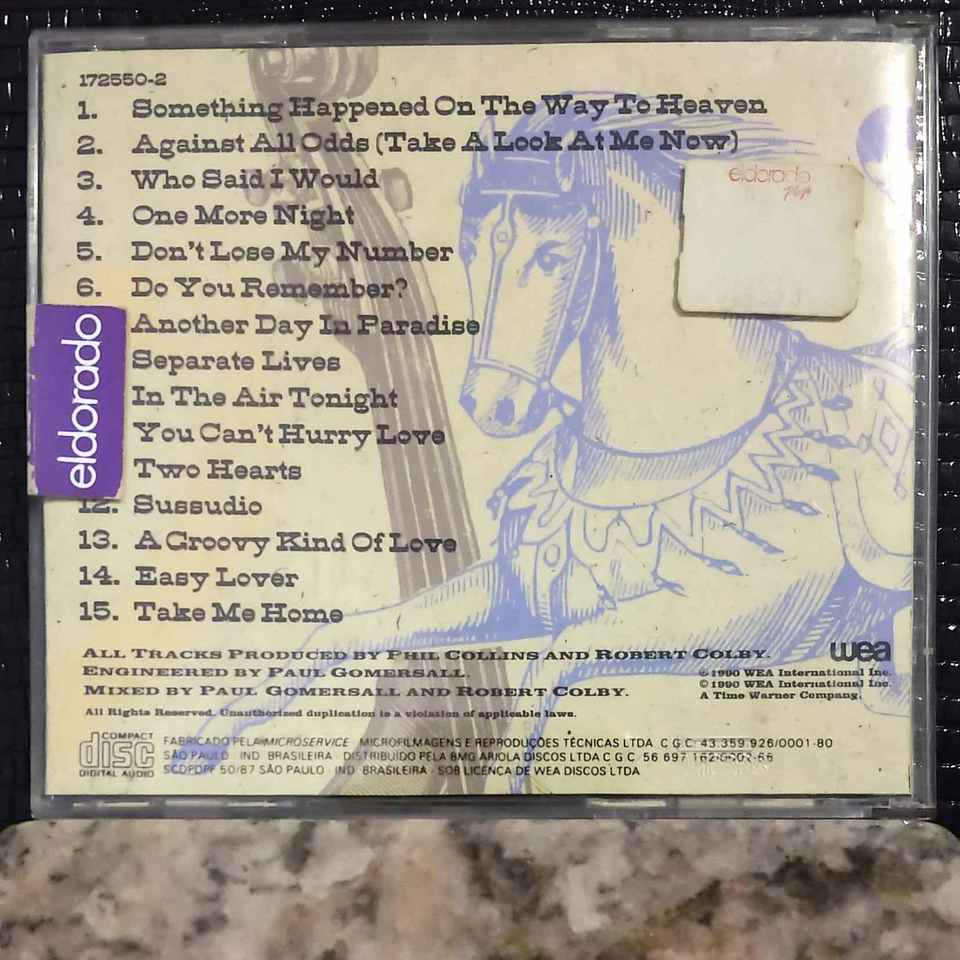 172550-2
1. Something Happened On The Way To Heaven
2. Against All Odds (Take A Look At Me Now)
eldorado
3. Who Said I Would
4. One More Night
5. Don't Lose My Number
6. Do You Remember?
eldorado
Another Day In Paradise
Separate Lives
In The Air Tonight
You Can't Hurry Love
Two Hearts
12. Sussudio
13. A Groovy Kind Of Love
14. Easy Lover
15. Take Me Home
ALL TRACKS PRODUCED BY PHIL COLLINS AND ROBERT COLBY.
ENGINEERED BY PAUL GOMERSALL.
MIXED BY PAUL GOMERSALL AND ROBERT COLBY.
wea
℗ 1990 WEA International Inc.
© 1990 WEA International Inc.
A Time Warner Company.
All Rights Reserved. Unauthorized duplication is a violation of applicable laws.
COMPACT
disc
DIGITAL AUDIO
FABRICADO PELA MICROSERVICE MICROFILMAGENS E REPRODUÇÕES TÉCNICAS LTDA C G C 43.359 926/0001-80
SÃO PAULO IND BRASILEIRA - DISTRIBUÍDO PELA BMG ARIOLA DISCOS LTDA C G C 56 697
SCDPDPF 50/87 SÃO PAULO IND BRASILEIRA - SOB LICENÇA DE WEA DISCOS LTDA